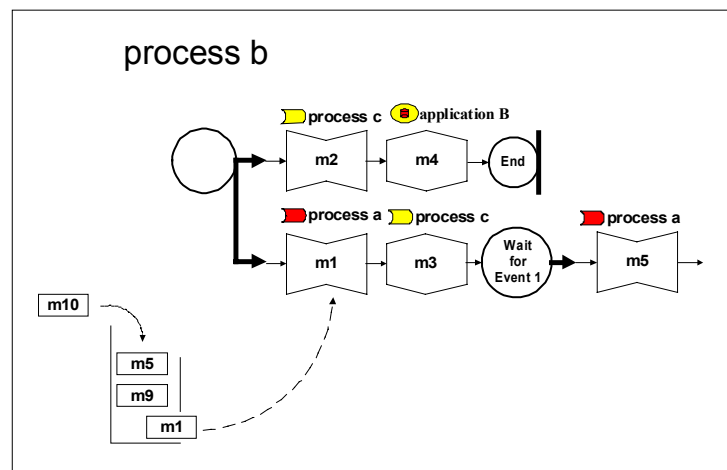 process b
process c
application B
m2
m4
End
process a
process c
process a
m1
m3
Wait
for
Event 1
m5
m10
m5
m9
m1